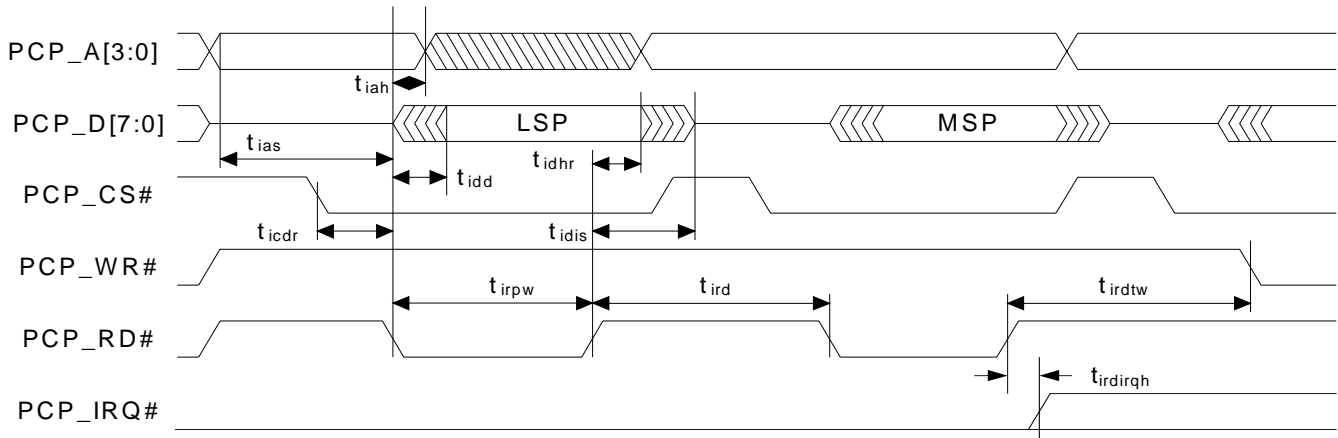 PCP_A[3:0]
t iah
PCP_D[7:0]
LSP
MSP
t ias
t idd
t idhr
PCP_CS#
t icdr
t idis
PCP_WR#
t irpw
t ird
t irdtw
PCP_RD#
t irdirqh
PCP_IRQ#